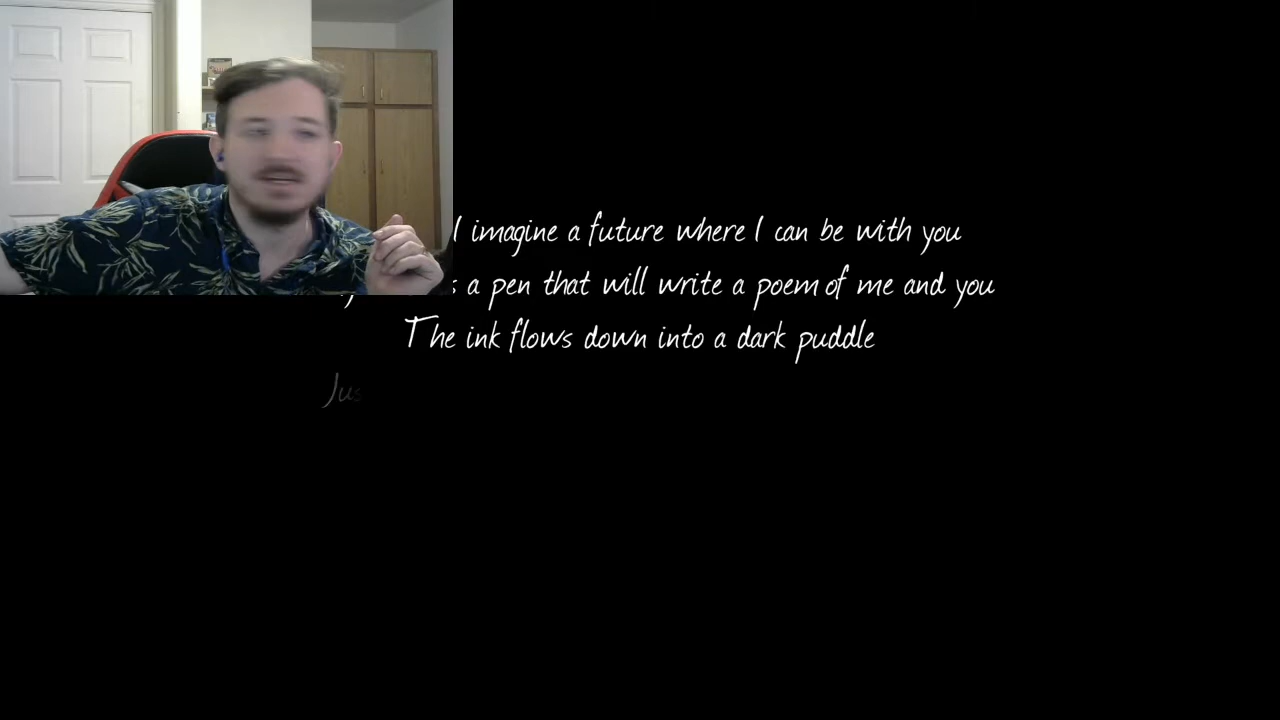 I imagine a future where I can be with you
a pen that will write a poem of me and you
The ink flows down into a dark puddle
Jus